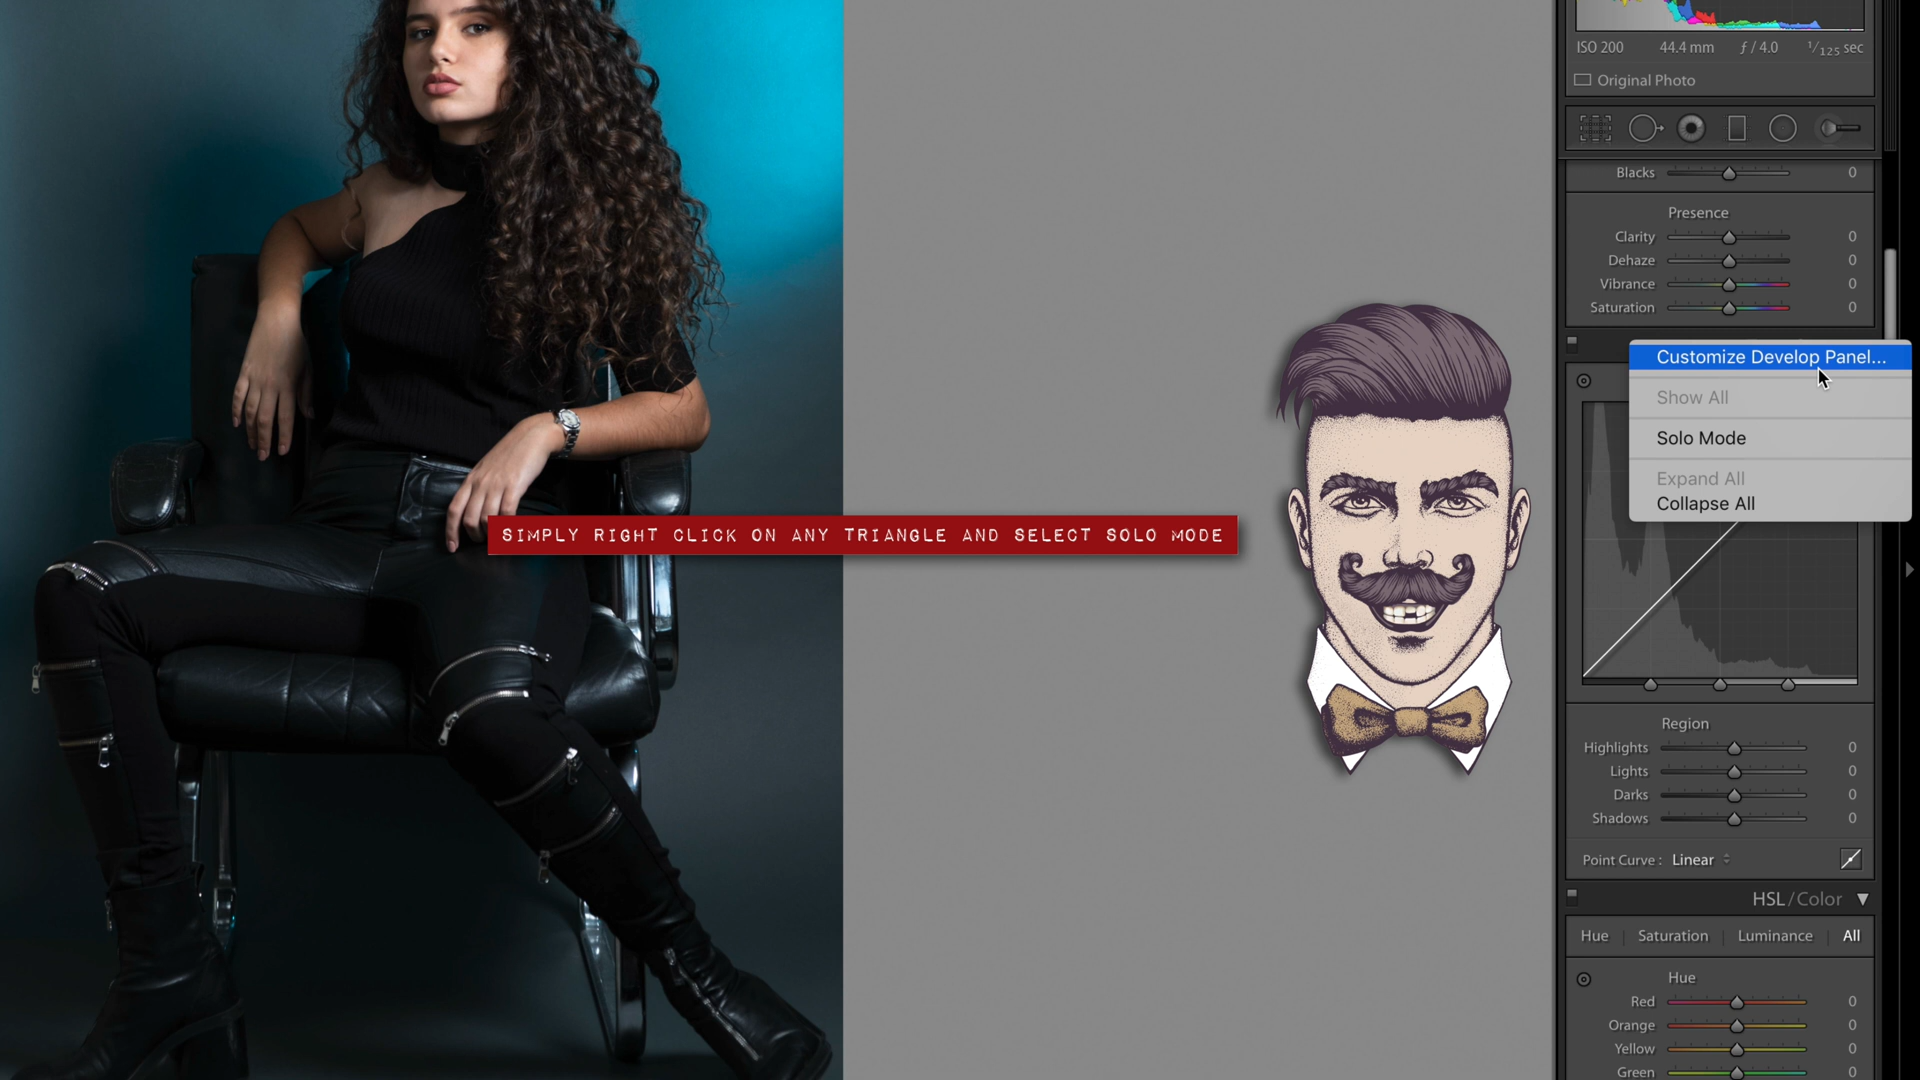 ISO 200 44.4 mm ƒ / 4.0 1/125 sec
Original Photo
Blacks 0
Presence
Clarity 0
Dehaze 0
Vibrance 0
Saturation 0
Customize Develop Panel...
Show All
Solo Mode
Expand All
Collapse All
SIMPLY RIGHT CLICK ON ANY TRIANGLE AND SELECT SOLO MODE
Region
Highlights 0
Lights 0
Darks 0
Shadows 0
Point Curve : Linear
HSL / Color
Hue Saturation Luminance All
Hue
Red 0
Orange 0
Yellow 0
Green 0